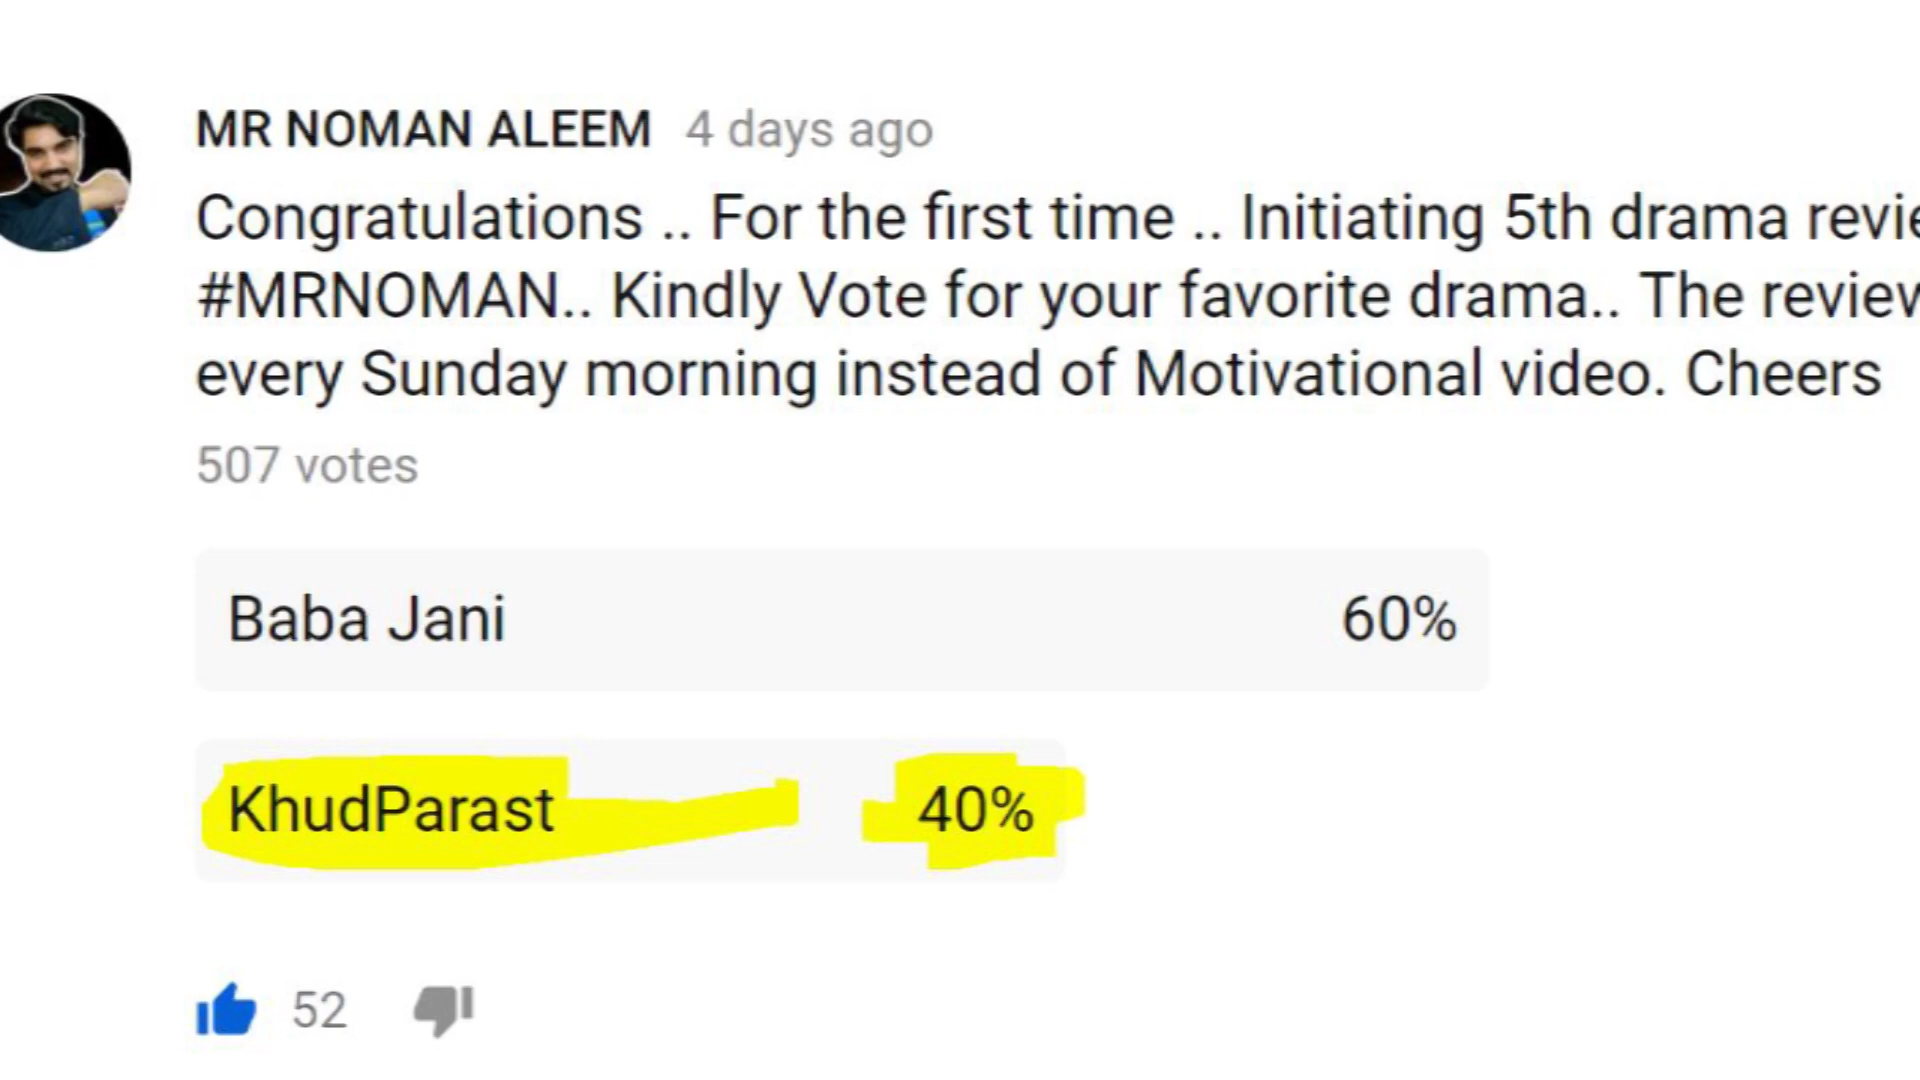 MR NOMAN ALEEM 4 days ago
Congratulations .. For the first time .. Initiating 5th drama
#MRNOMAN.. Kindly Vote for your favorite drama.. The
every Sunday morning instead of Motivational video. Cheers
507 votes
Baba Jani 60%
KhudParast 40%
52